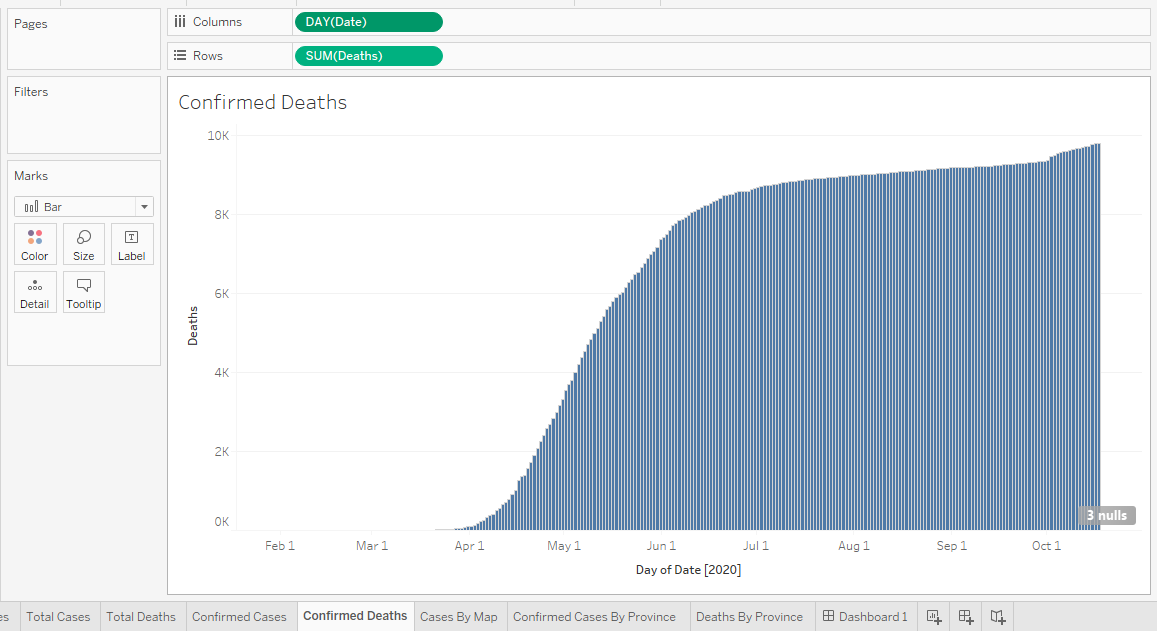 Pages
Columns
DAY(Date)
Rows
SUM(Deaths)
Filters
Marks
Bar
Color
Size
Label
Detail
Tooltip
Confirmed Deaths
10K
8K
6K
4K
2K
0K
Deaths
3 nulls
Feb 1
Mar 1
Apr 1
May 1
Jun 1
Jul 1
Aug 1
Sep 1
Oct 1
Day of Date [2020]
es
Total Cases
Total Deaths
Confirmed Cases
Confirmed Deaths
Cases By Map
Confirmed Cases By Province
Deaths By Province
Dashboard 1